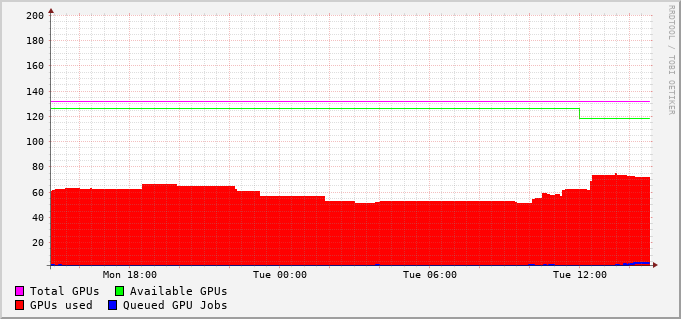 200
180
160
140
120
100
80
60
40
20
Mon 18:00 Tue 00:00 Tue 06:00 Tue 12:00
Total GPUs Available GPUs
GPUs used Queued GPU Jobs
RRDTOOL / TOBI OETIKER